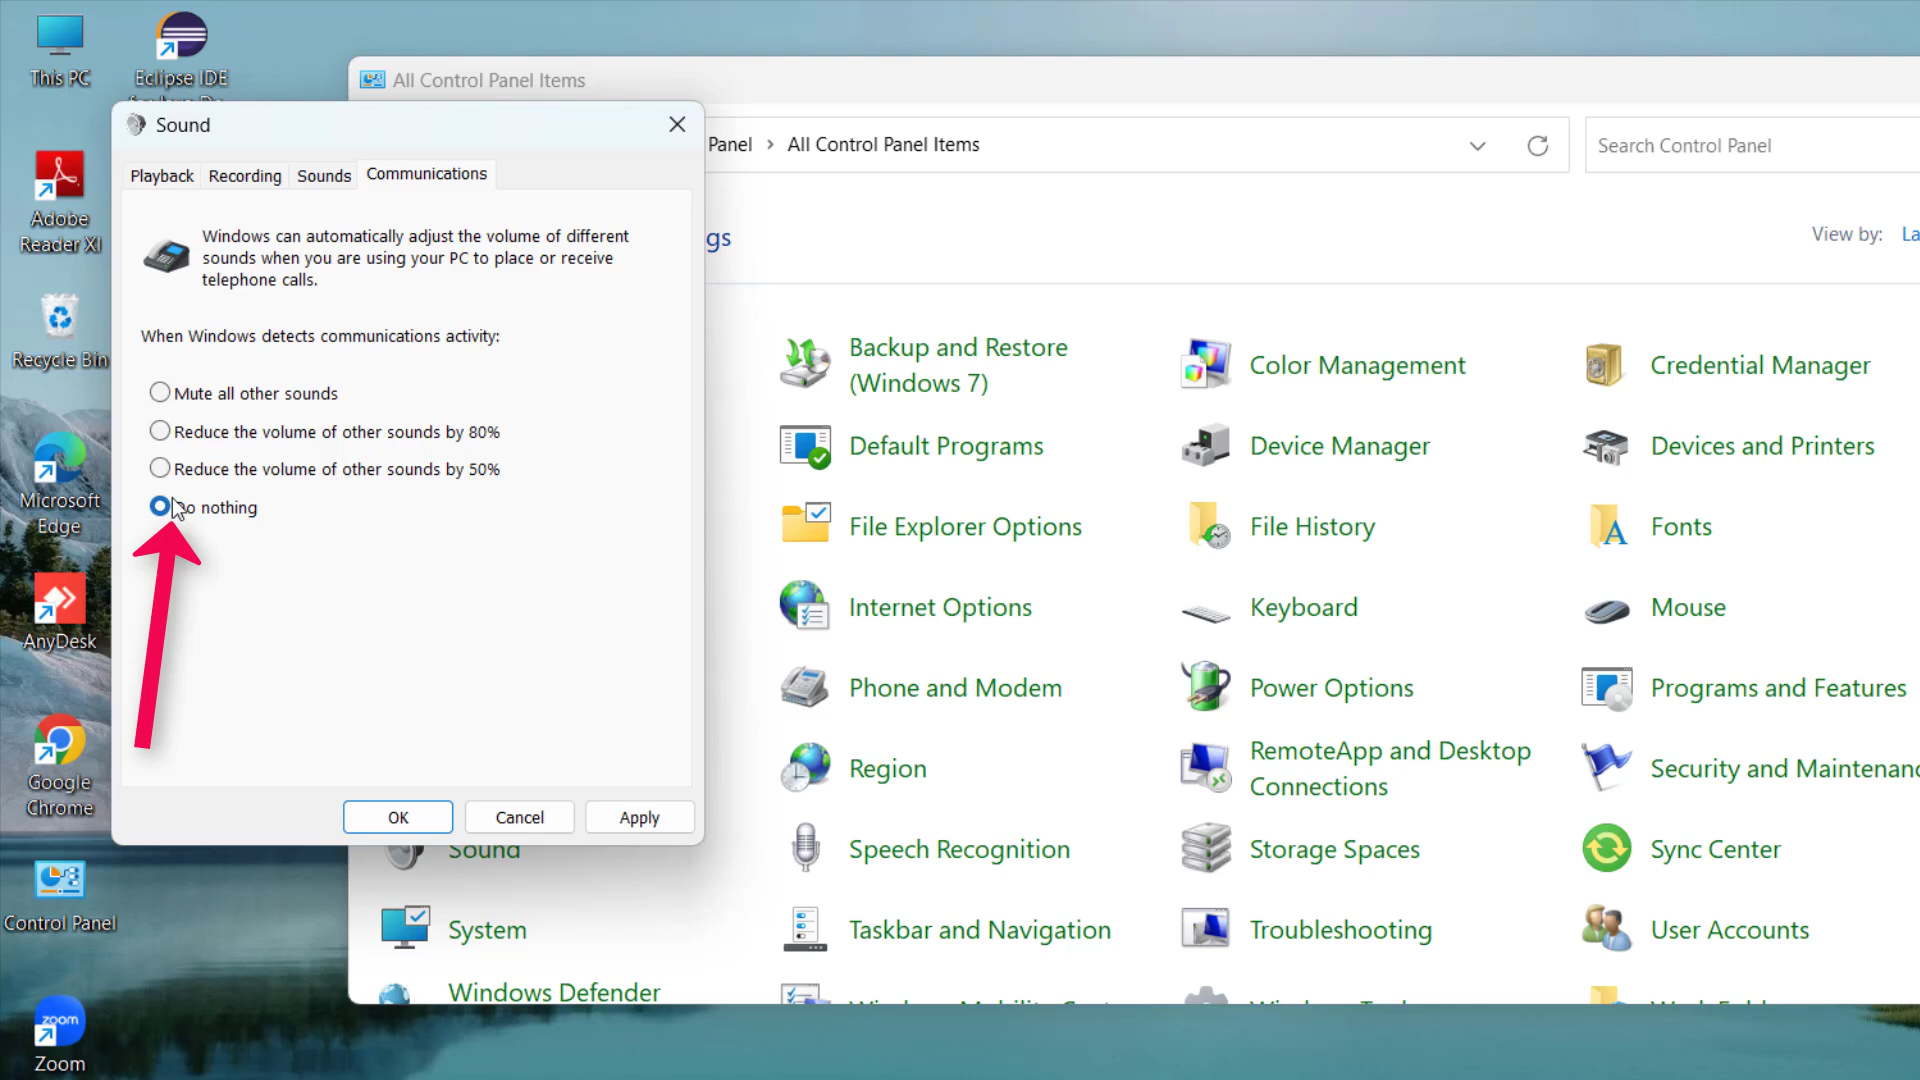 This PC
Eclipse IDE
All Control Panel Items
Sound
Panel > All Control Panel Items
Search Control Panel
Playback
Recording
Sounds
Communications
Adobe
Reader XI
Windows can automatically adjust the volume of different
sounds when you are using your PC to place or receive
telephone calls.
gs
View by:
La
When Windows detects communications activity:
Recycle Bin
Mute all other sounds
Reduce the volume of other sounds by 80%
Reduce the volume of other sounds by 50%
o nothing
Backup and Restore
(Windows 7)
Color Management
Credential Manager
Default Programs
Device Manager
Devices and Printers
Microsoft
Edge
File Explorer Options
File History
Fonts
Internet Options
Keyboard
Mouse
AnyDesk
Phone and Modem
Power Options
Programs and Features
Google
Chrome
Region
RemoteApp and Desktop
Connections
Security and Maintenanc
OK
Cancel
Apply
Sound
Speech Recognition
Storage Spaces
Sync Center
Control Panel
System
Taskbar and Navigation
Troubleshooting
User Accounts
Windows Defender
zoom
Zoom